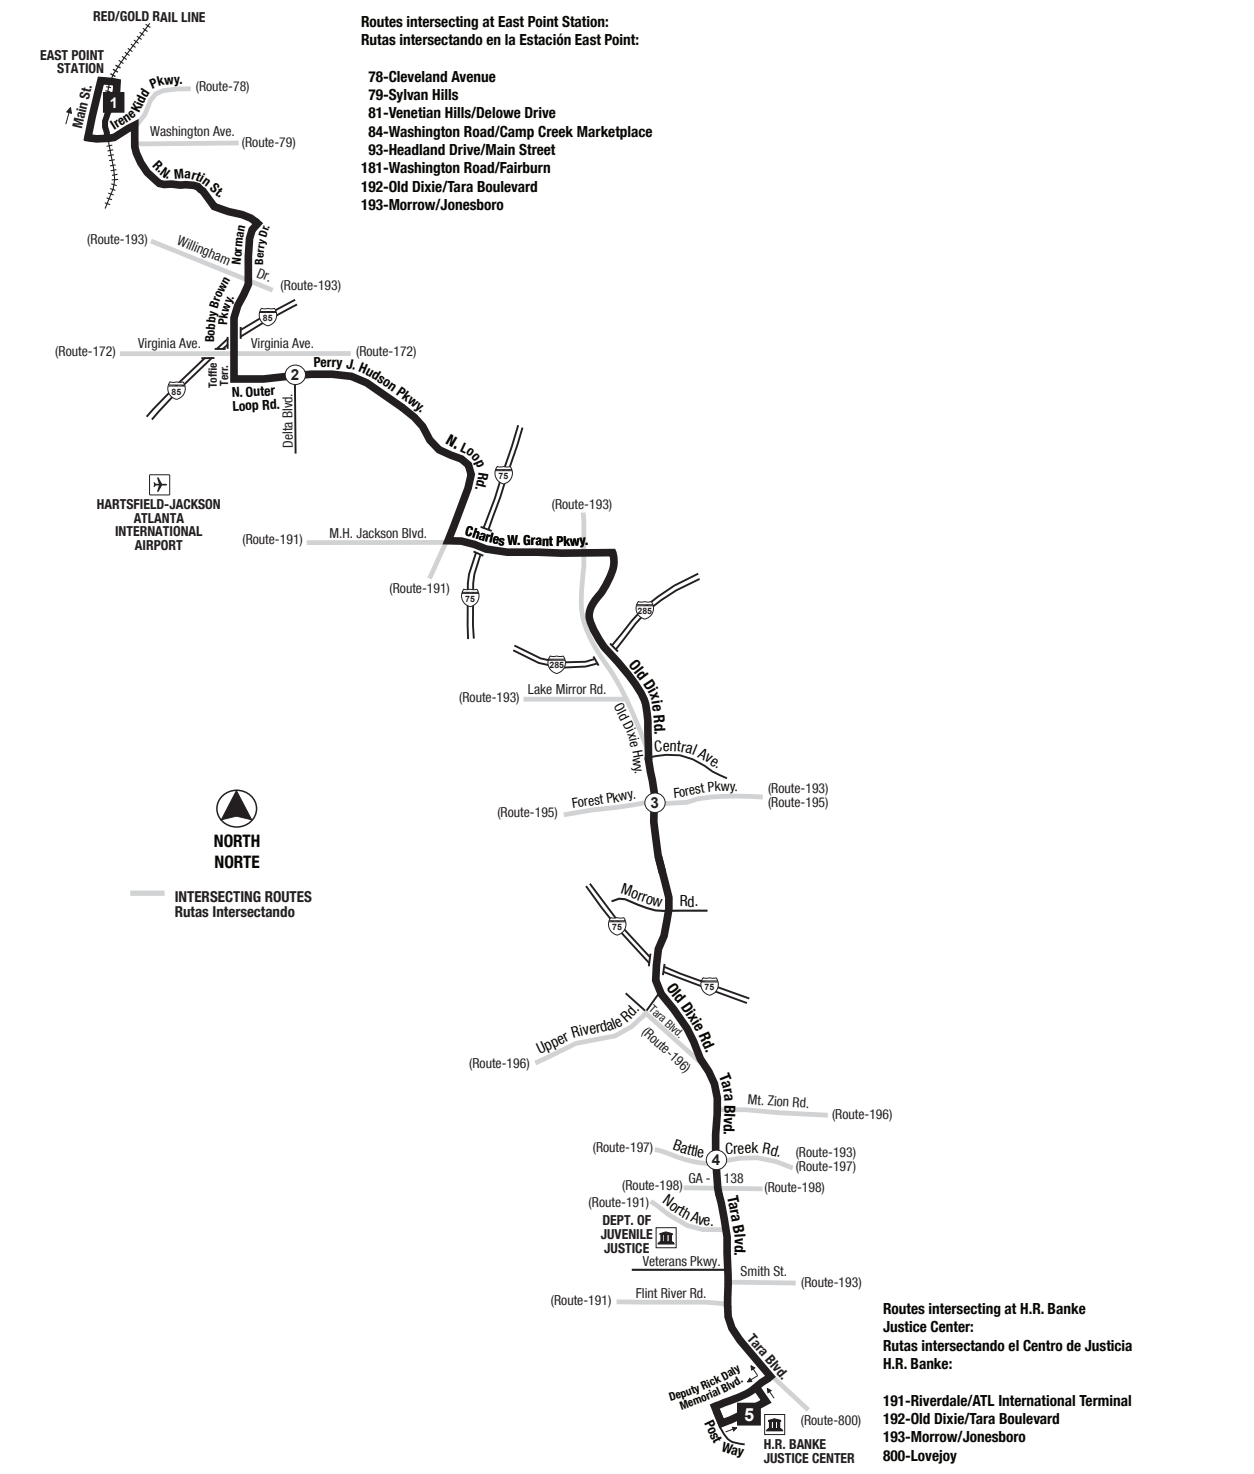 RED/GOLD RAIL LINE
EAST POINT
STATION
Main St.
1
Irene Kidd Pkwy.
(Route-78)
Washington Ave.
(Route-79)
R.N. Martin St.
Routes intersecting at East Point Station:
Rutas intersectando en la Estación East Point:
78-Cleveland Avenue
79-Sylvan Hills
81-Venetian Hills/Delowe Drive
84-Washington Road/Camp Creek Marketplace
93-Headland Drive/Main Street
181-Washington Road/Fairburn
192-Old Dixie/Tara Boulevard
193-Morrow/Jonesboro
(Route-193)
Willingham
Dr.
(Route-193)
Norman
Berry Dr.
Bobby Brown
Pkwy.
85
(Route-172)
Virginia Ave.
Virginia Ave.
(Route-172)
85
Toffie
Terr.
N. Outer
Loop Rd.
2
Perry J. Hudson Pkwy.
Delta Blvd.
N. Loop Rd.
75
HARTSFIELD-JACKSON
ATLANTA
INTERNATIONAL
AIRPORT
(Route-193)
(Route-191)
M.H. Jackson Blvd.
Charles W. Grant Pkwy.
(Route-191)
75
285
285
Old Dixie Rd.
(Route-193)
Lake Mirror Rd.
Old Dixie Hwy.
Central Ave.
(Route-195)
Forest Pkwy.
3
Forest Pkwy.
(Route-193)
(Route-195)
NORTH
NORTE
INTERSECTING ROUTES
Rutas Intersectando
Morrow
Rd.
75
75
Old Dixie Rd.
Upper Riverdale Rd.
Tara Blvd.
(Route-196)
(Route-196)
Tara Blvd.
Mt. Zion Rd.
(Route-196)
(Route-197)
Battle
4
Creek Rd.
(Route-193)
(Route-197)
(Route-198)
GA -
138
(Route-198)
(Route-191)
North Ave.
Tara Blvd.
DEPT. OF
JUVENILE
JUSTICE
Veterans Pkwy.
Smith St.
(Route-193)
(Route-191)
Flint River Rd.
Tara Blvd.
Deputy Rick Daly
Memorial Blvd.
5
Post Way
(Route-800)
H.R. BANKE
JUSTICE CENTER
Routes intersecting at H.R. Banke
Justice Center:
Rutas intersectando el Centro de Justicia
H.R. Banke:
191-Riverdale/ATL International Terminal
192-Old Dixie/Tara Boulevard
193-Morrow/Jonesboro
800-Lovejoy